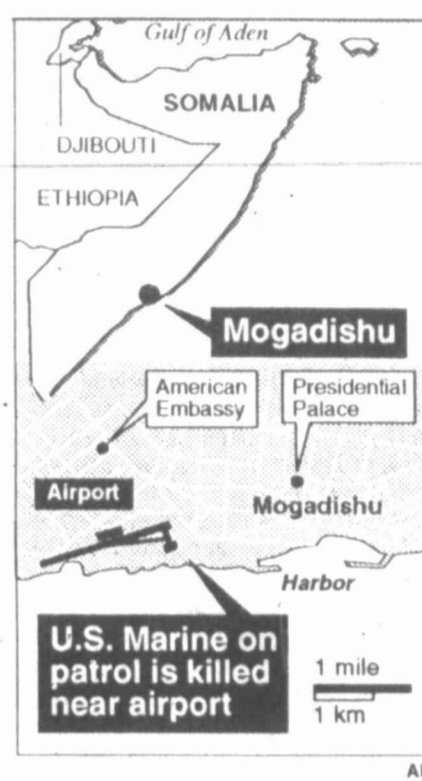 Gulf of Aden
SOMALIA
DJIBOUTI
ETHIOPIA
Mogadishu
American
Embassy
Presidential
Palace
Airport
Mogadishu
Harbor
U.S. Marine on
patrol is killed
near airport
1 mile
1 km